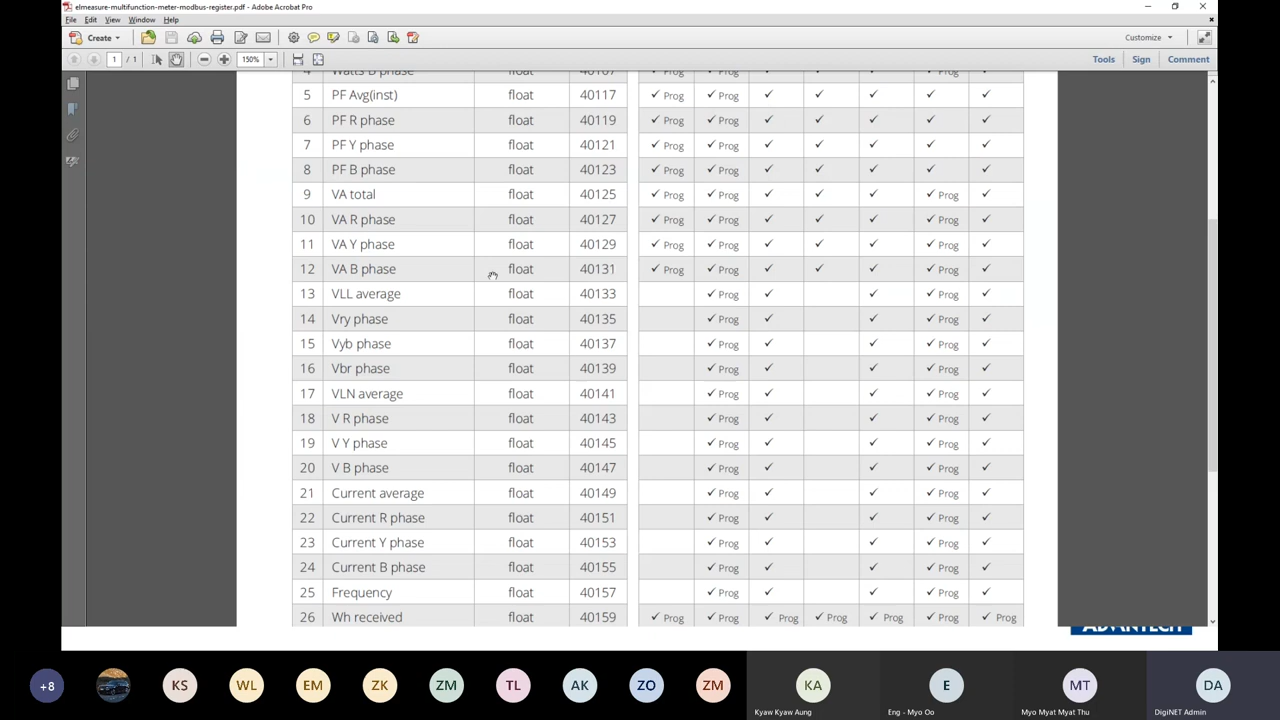 elmeasure-multifunction-meter-modbus-register.pdf - Adobe Acrobat Pro
File Edit View Window Help
Create
Customize
1 / 1
150%
Tools Sign Comment
4 Watts B phase float 40107 ✓ Prog ✓ Prog ✓ ✓ ✓ ✓ ✓
5 PF Avg(inst) float 40117 ✓ Prog ✓ Prog ✓ ✓ ✓ ✓ ✓
6 PF R phase float 40119 ✓ Prog ✓ Prog ✓ ✓ ✓ ✓ ✓
7 PF Y phase float 40121 ✓ Prog ✓ Prog ✓ ✓ ✓ ✓ ✓
8 PF B phase float 40123 ✓ Prog ✓ Prog ✓ ✓ ✓ ✓ ✓
9 VA total float 40125 ✓ Prog ✓ Prog ✓ ✓ ✓ ✓ Prog ✓
10 VA R phase float 40127 ✓ Prog ✓ Prog ✓ ✓ ✓ ✓ Prog ✓
11 VA Y phase float 40129 ✓ Prog ✓ Prog ✓ ✓ ✓ ✓ Prog ✓
12 VA B phase float 40131 ✓ Prog ✓ Prog ✓ ✓ ✓ ✓ Prog ✓
13 VLL average float 40133 ✓ Prog ✓ ✓ ✓ Prog ✓
14 Vry phase float 40135 ✓ Prog ✓ ✓ ✓ Prog ✓
15 Vyb phase float 40137 ✓ Prog ✓ ✓ ✓ Prog ✓
16 Vbr phase float 40139 ✓ Prog ✓ ✓ ✓ Prog ✓
17 VLN average float 40141 ✓ Prog ✓ ✓ ✓ Prog ✓
18 V R phase float 40143 ✓ Prog ✓ ✓ ✓ Prog ✓
19 V Y phase float 40145 ✓ Prog ✓ ✓ ✓ Prog ✓
20 V B phase float 40147 ✓ Prog ✓ ✓ ✓ Prog ✓
21 Current average float 40149 ✓ Prog ✓ ✓ ✓ Prog ✓
22 Current R phase float 40151 ✓ Prog ✓ ✓ ✓ Prog ✓
23 Current Y phase float 40153 ✓ Prog ✓ ✓ ✓ Prog ✓
24 Current B phase float 40155 ✓ Prog ✓ ✓ ✓ Prog ✓
25 Frequency float 40157 ✓ Prog ✓ ✓ ✓ Prog ✓
26 Wh received float 40159 ✓ Prog ✓ Prog ✓ Prog ✓ Prog ✓ Prog ✓ Prog ✓ Prog
ADVANTECH
+8 KS WL EM ZK ZM TL AK ZO ZM KA E MT DA
Kyaw Kyaw Aung Eng - Myo Oo Myo Myat Myat Thu DigiNET Admin